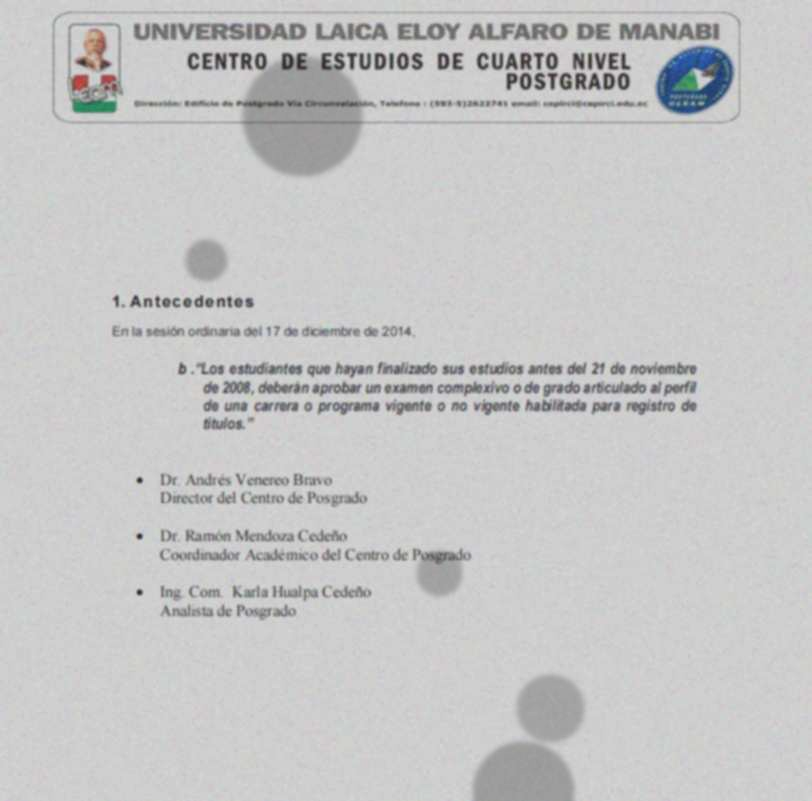 UNIVERSIDAD LAICA ELOY ALFARO DE MANABI
CENTRO DE ESTUDIOS DE CUARTO NIVEL
POSTGRADO
Dirección: Edificio de Postgrado Vía Circunvalación, Telefono : (593-5)2622741 email: cepirci@cepirci.edu.ec
1. Antecedentes
En la sesión ordinaria del 17 de diciembre de 2014,
b ."Los estudiantes que hayan finalizado sus estudios antes del 21 de noviembre
de 2008, deberán aprobar un examen complexivo o de grado articulado al perfil
de una carrera o programa vigente o no vigente habilitada para registro de
títulos."
• Dr. Andrés Venereo Bravo
Director del Centro de Posgrado
• Dr. Ramón Mendoza Cedeño
Coordinador Académico del Centro de Posgrado
• Ing. Com. Karla Hualpa Cedeño
Analista de Posgrado